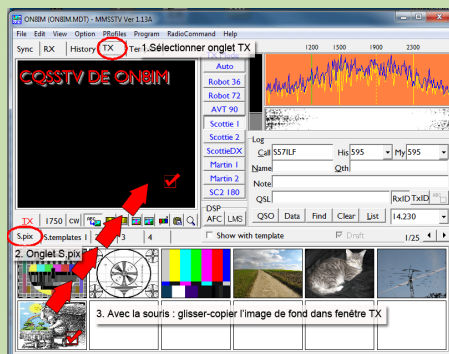 ON8IM (ON8IM.MDT) - MMSSTV Ver 1.13A
File Edit View Option PRofiles Program RadioCommand Help
Sync RX History TX Ter
1.Sélectionner onglet TX
1200 1500 1900 2300
CQSSTV DE ON8IM
Auto
Robot 36
Robot 72
AVT 90
Scottie 1
Scottie 2
ScottieDX
Martin 1
Martin 2
SC2 180
DSP
AFC LMS
Log
Call S57ILF His 595 My 595
Name Qth
Note
QSL RxID TxID
QSO Data Find Clear List 14.230
TX 1750 CW
S.pix S.templates 1 2 3 4
Show with template Draft 1/25
2. Onglet S,pix
3. Avec la souris : glisser-copier l'image de fond dans fenêtre TX